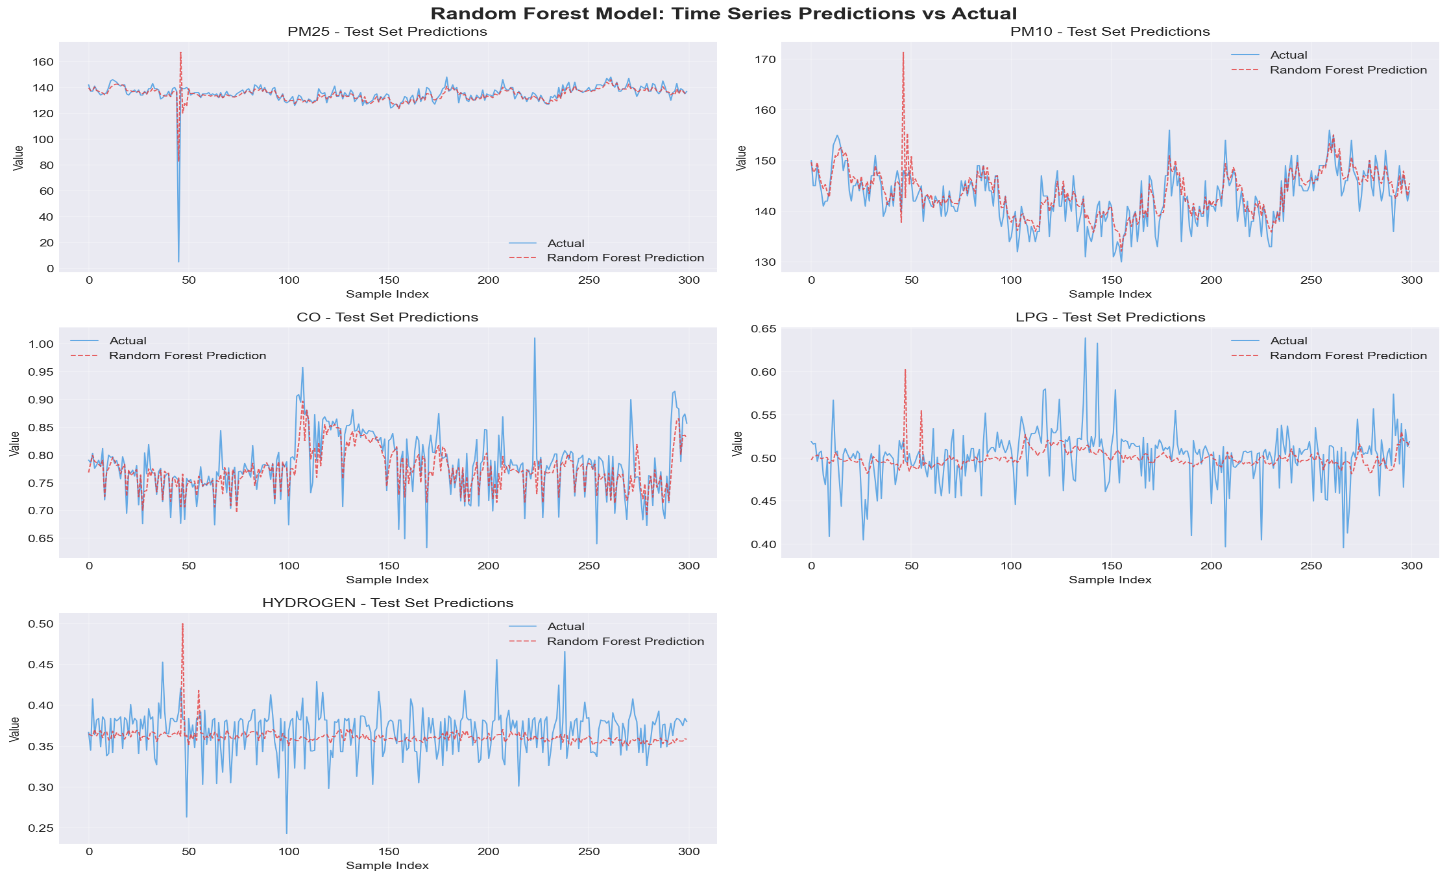 Random Forest Model: Time Series Predictions vs Actual
PM25 - Test Set Predictions
160
140
120
100
80
60
40
20
0
Value
Actual
Random Forest Prediction
0 50 100 150 200 250 300
Sample Index
PM10 - Test Set Predictions
170
160
150
140
130
Value
Actual
Random Forest Prediction
0 50 100 150 200 250 300
Sample Index
CO - Test Set Predictions
1.00
0.95
0.90
0.85
0.80
0.75
0.70
0.65
Value
Actual
Random Forest Prediction
0 50 100 150 200 250 300
Sample Index
LPG - Test Set Predictions
0.65
0.60
0.55
0.50
0.45
0.40
Value
Actual
Random Forest Prediction
0 50 100 150 200 250 300
Sample Index
HYDROGEN - Test Set Predictions
0.50
0.45
0.40
0.35
0.30
0.25
Value
Actual
Random Forest Prediction
0 50 100 150 200 250 300
Sample Index